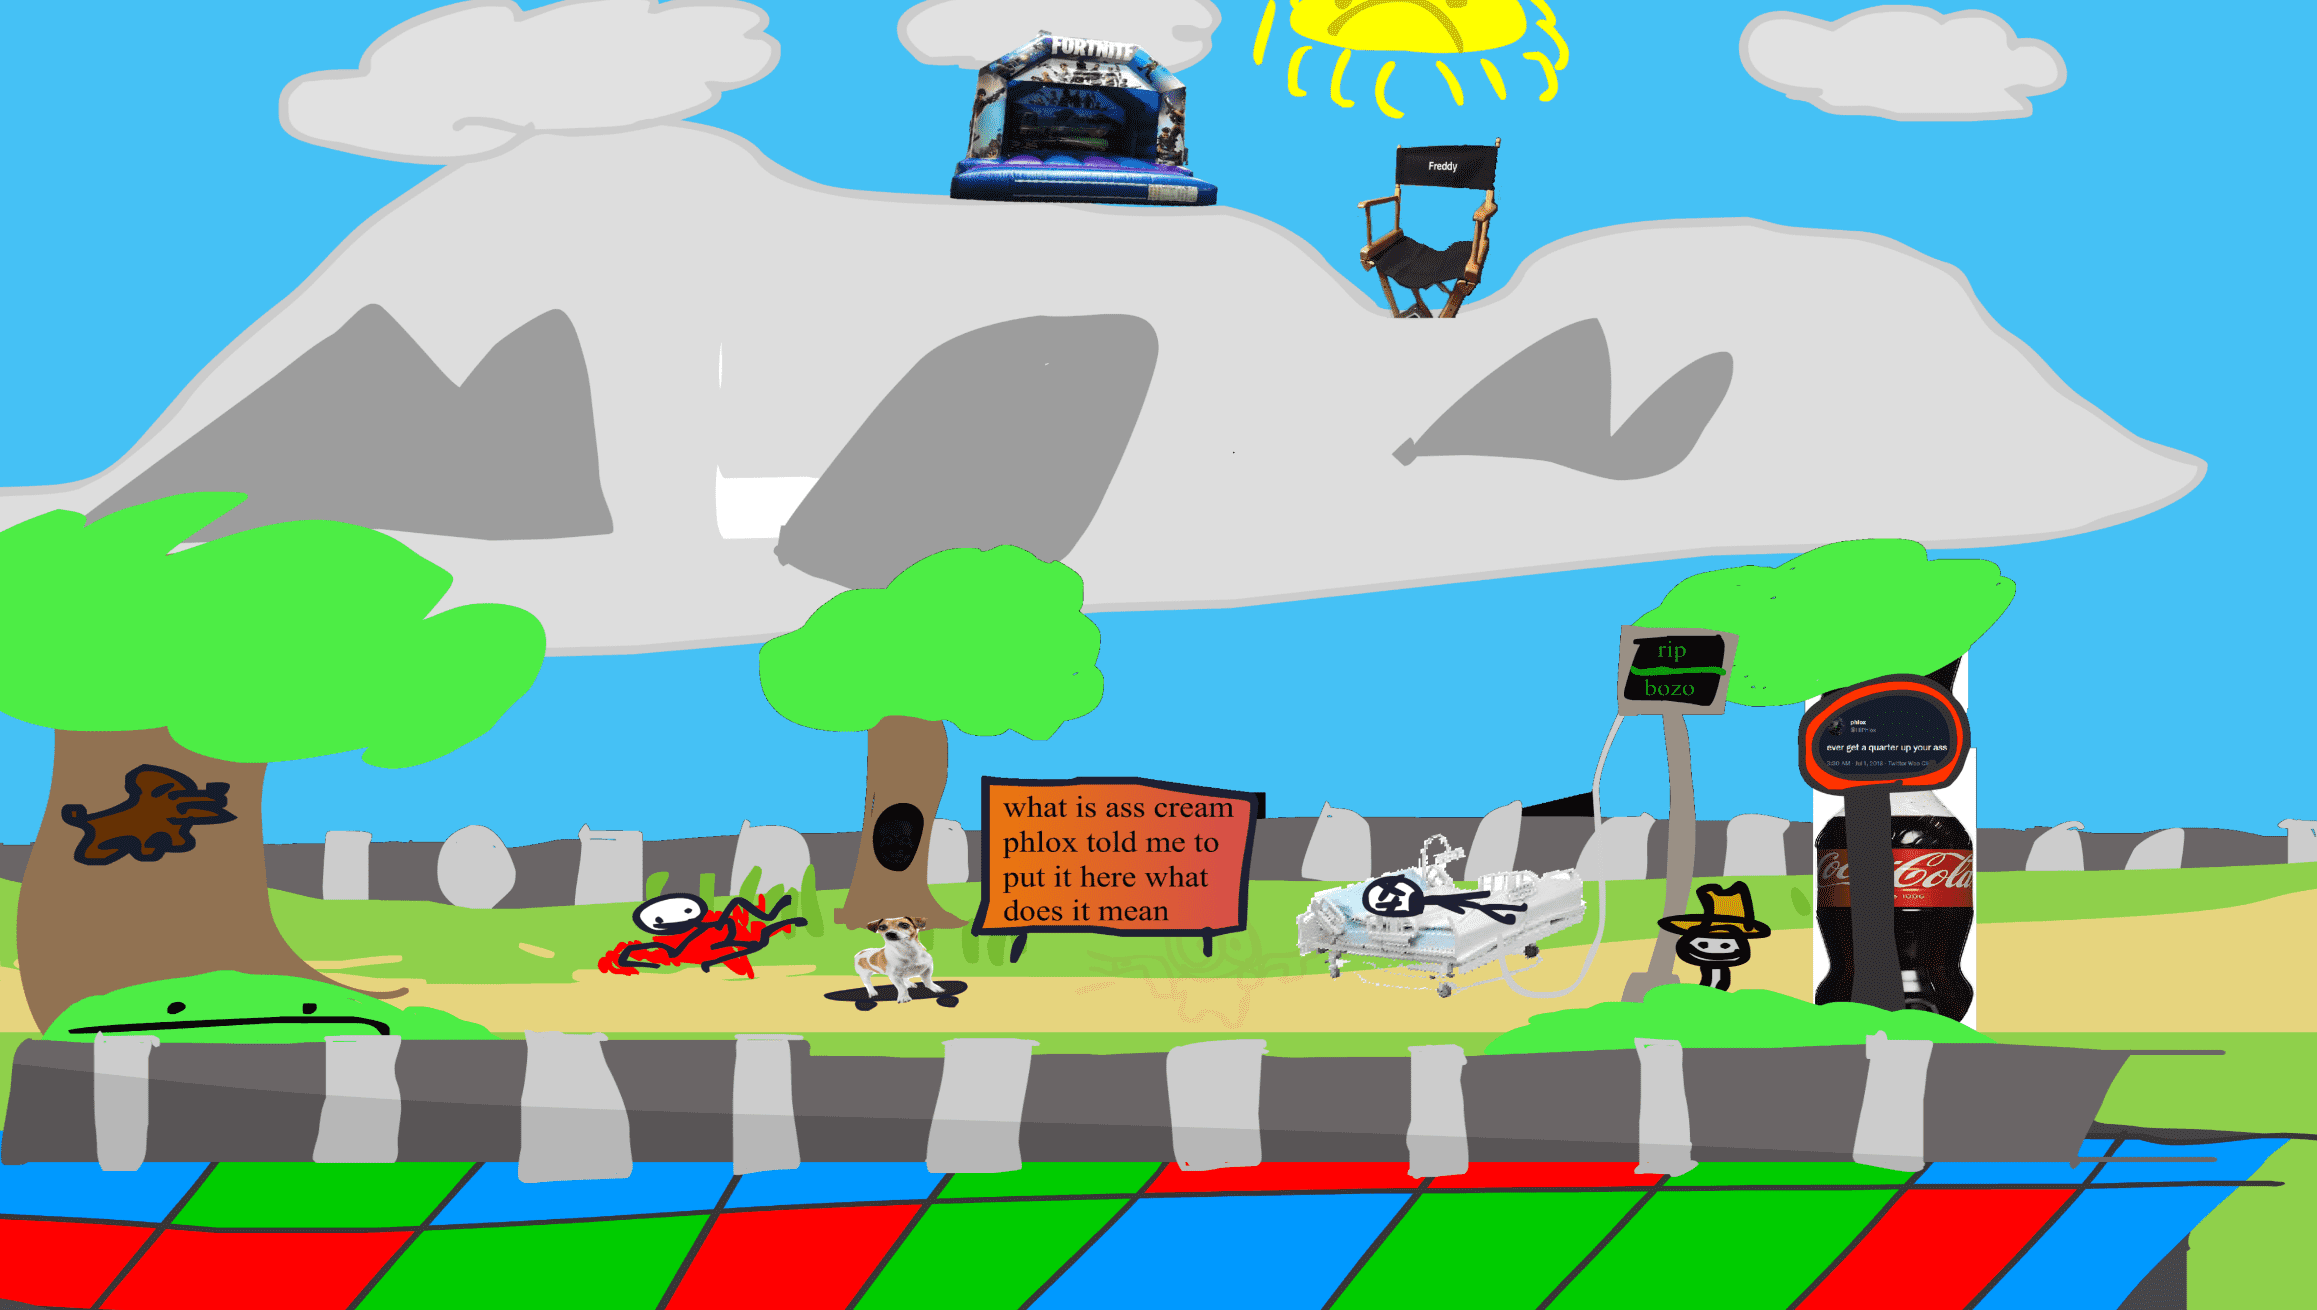 FORTNITE
Freddy
rip
bozo
phlox
ever get a quarter up your ass
what is ass cream
phlox told me to
put it here what
does it mean
Coca-Cola